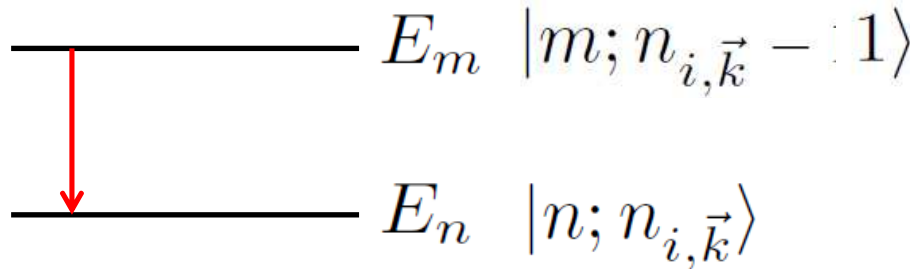 E_m |m; n_{i,\vec{k}} - 1⟩
E_n |n; n_{i,\vec{k}}⟩